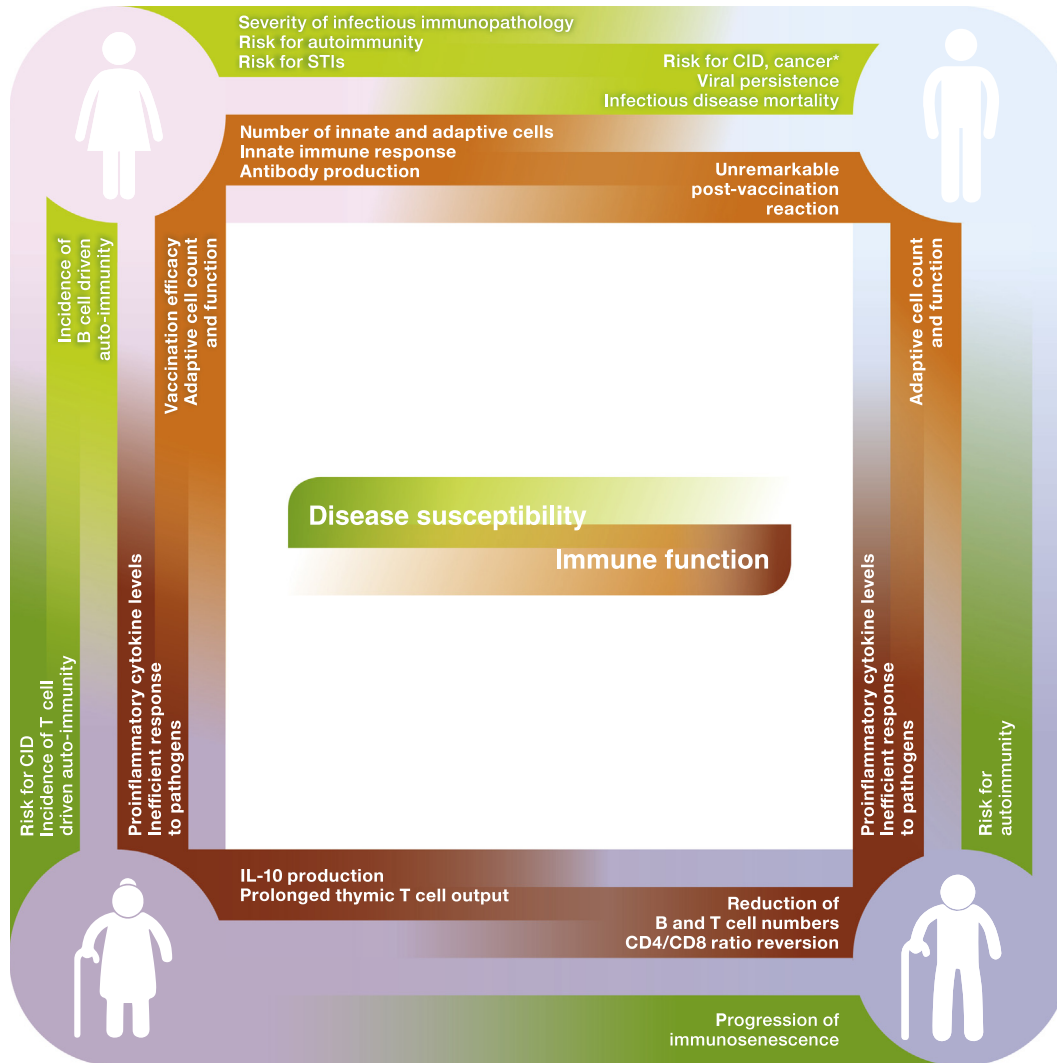 Severity of infectious immunopathology
Risk for autoimmunity
Risk for STIs
Risk for CID, cancer*
Viral persistence
Infectious disease mortality
Number of innate and adaptive cells
Innate immune response
Antibody production
Unremarkable
post-vaccination
reaction
Incidence of
B cell driven
auto-immunity
Vaccination efficacy
Adaptive cell count
and function
Adaptive cell count
and function
Disease susceptibility
Immune function
Risk for CID
Incidence of T cell
driven auto-immunity
Proinflammatory cytokine levels
Inefficient response
to pathogens
Proinflammatory cytokine levels
Inefficient response
to pathogens
Risk for
autoimmunity
IL-10 production
Prolonged thymic T cell output
Reduction of
B and T cell numbers
CD4/CD8 ratio reversion
Progression of
immunosenescence